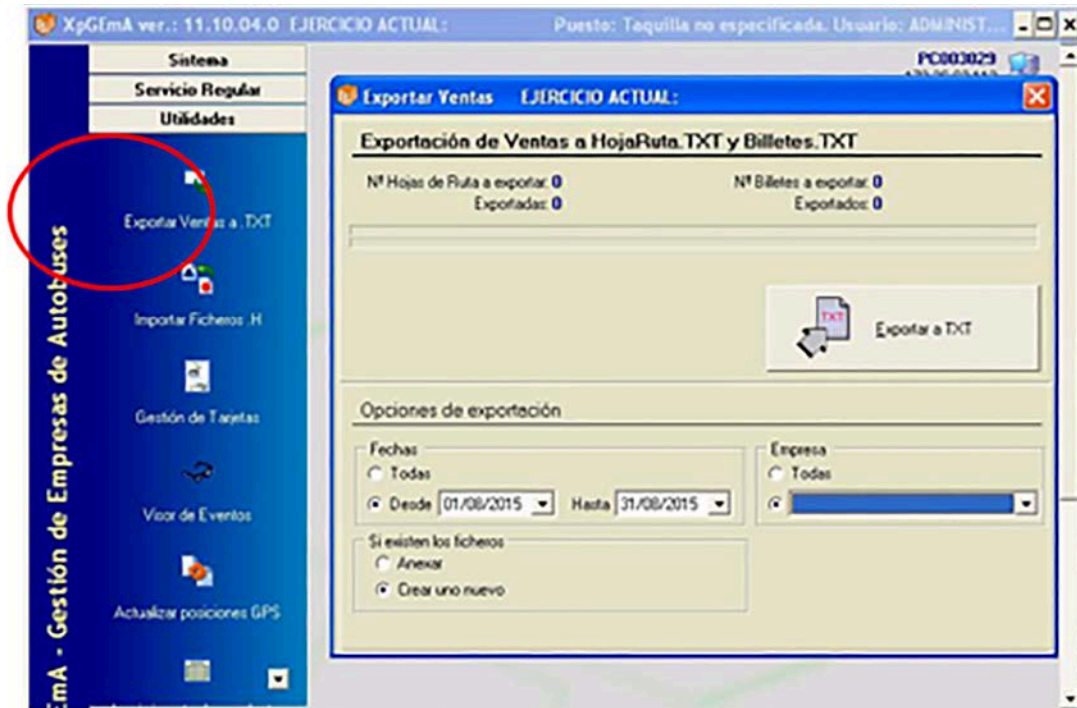 XpGEmA ver.: 11.10.04.0 EJERCICIO ACTUAL: Puesto: Taquilla no especificada. Usuario: ADMINIST...
Sistema
Servicio Regular
Utilidades
PC003029
Exportar Ventas a .TXT
Importar Ficheros .H
Gestión de Tarjetas
Visor de Eventos
Actualizar posiciones GPS
EmA - Gestión de Empresas de Autobuses
Exportar Ventas EJERCICIO ACTUAL:
Exportación de Ventas a HojaRuta.TXT y Billetes.TXT
Nº Hojas de Ruta a exportar: 0 Nº Billetes a exportar: 0
Exportadas: 0 Exportados: 0
TXT
Exportar a TXT
Opciones de exportación
Fechas
Todas
Desde 01/08/2015 Hasta 31/08/2015
Empresa
Todas
Si existen los ficheros
Anexar
Crear uno nuevo